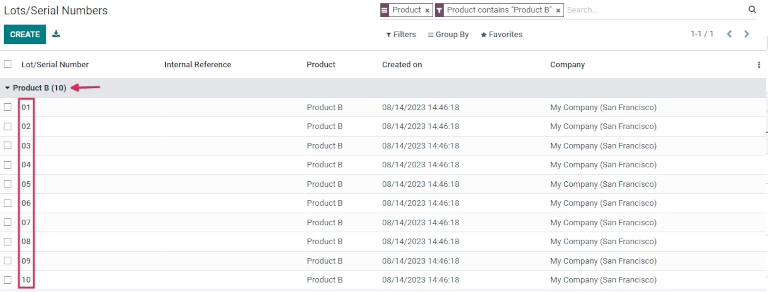 Lots/Serial Numbers
Product × Product contains "Product B" × Search...
CREATE
Filters Group By Favorites 1-1 / 1
Lot/Serial Number Internal Reference Product Created on Company
Product B (10)
01 Product B 08/14/2023 14:46:18 My Company (San Francisco)
02 Product B 08/14/2023 14:46:18 My Company (San Francisco)
03 Product B 08/14/2023 14:46:18 My Company (San Francisco)
04 Product B 08/14/2023 14:46:18 My Company (San Francisco)
05 Product B 08/14/2023 14:46:18 My Company (San Francisco)
06 Product B 08/14/2023 14:46:18 My Company (San Francisco)
07 Product B 08/14/2023 14:46:18 My Company (San Francisco)
08 Product B 08/14/2023 14:46:18 My Company (San Francisco)
09 Product B 08/14/2023 14:46:18 My Company (San Francisco)
10 Product B 08/14/2023 14:46:18 My Company (San Francisco)